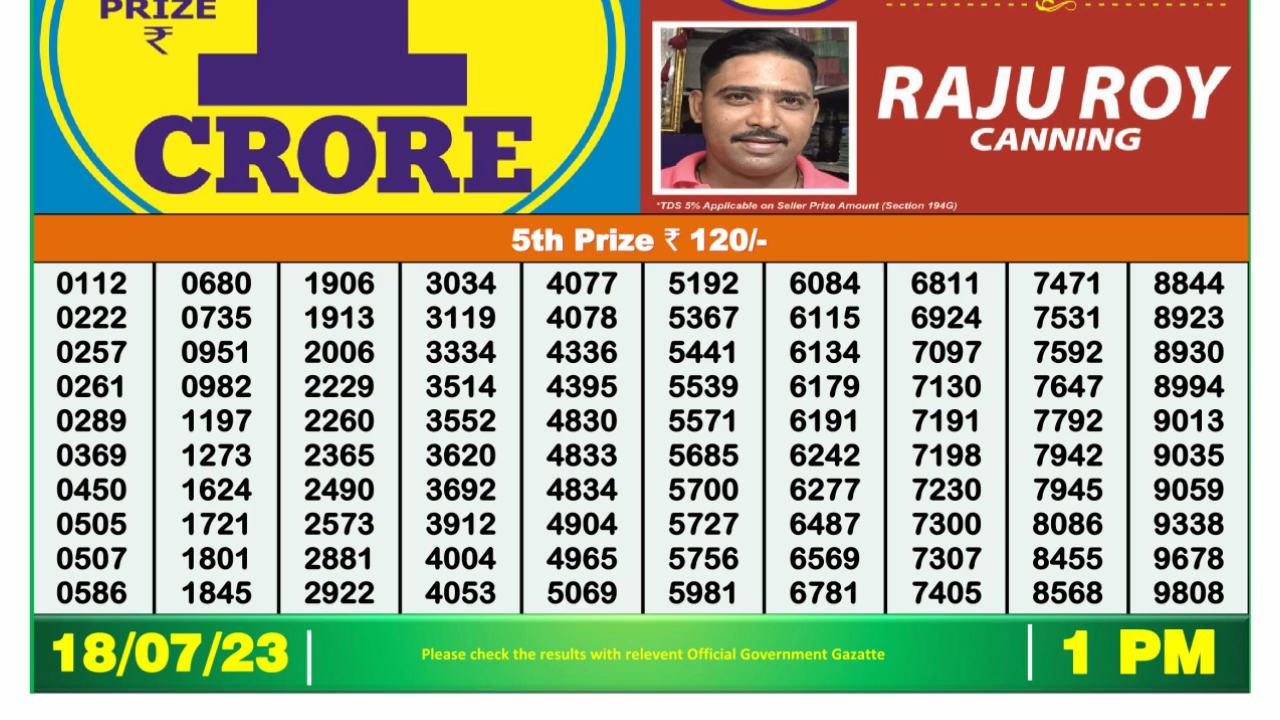 PRIZE
₹
1
CRORE
RAJU ROY
CANNING
*TDS 5% Applicable on Seller Prize Amount (Section 194G)
5th Prize ₹ 120/-
0112 0680 1906 3034 4077 5192 6084 6811 7471 8844
0222 0735 1913 3119 4078 5367 6115 6924 7531 8923
0257 0951 2006 3334 4336 5441 6134 7097 7592 8930
0261 0982 2229 3514 4395 5539 6179 7130 7647 8994
0289 1197 2260 3552 4830 5571 6191 7191 7792 9013
0369 1273 2365 3620 4833 5685 6242 7198 7942 9035
0450 1624 2490 3692 4834 5700 6277 7230 7945 9059
0505 1721 2573 3912 4904 5727 6487 7300 8086 9338
0507 1801 2881 4004 4965 5756 6569 7307 8455 9678
0586 1845 2922 4053 5069 5981 6781 7405 8568 9808
18/07/23 Please check the results with relevent Official Government Gazatte 1 PM